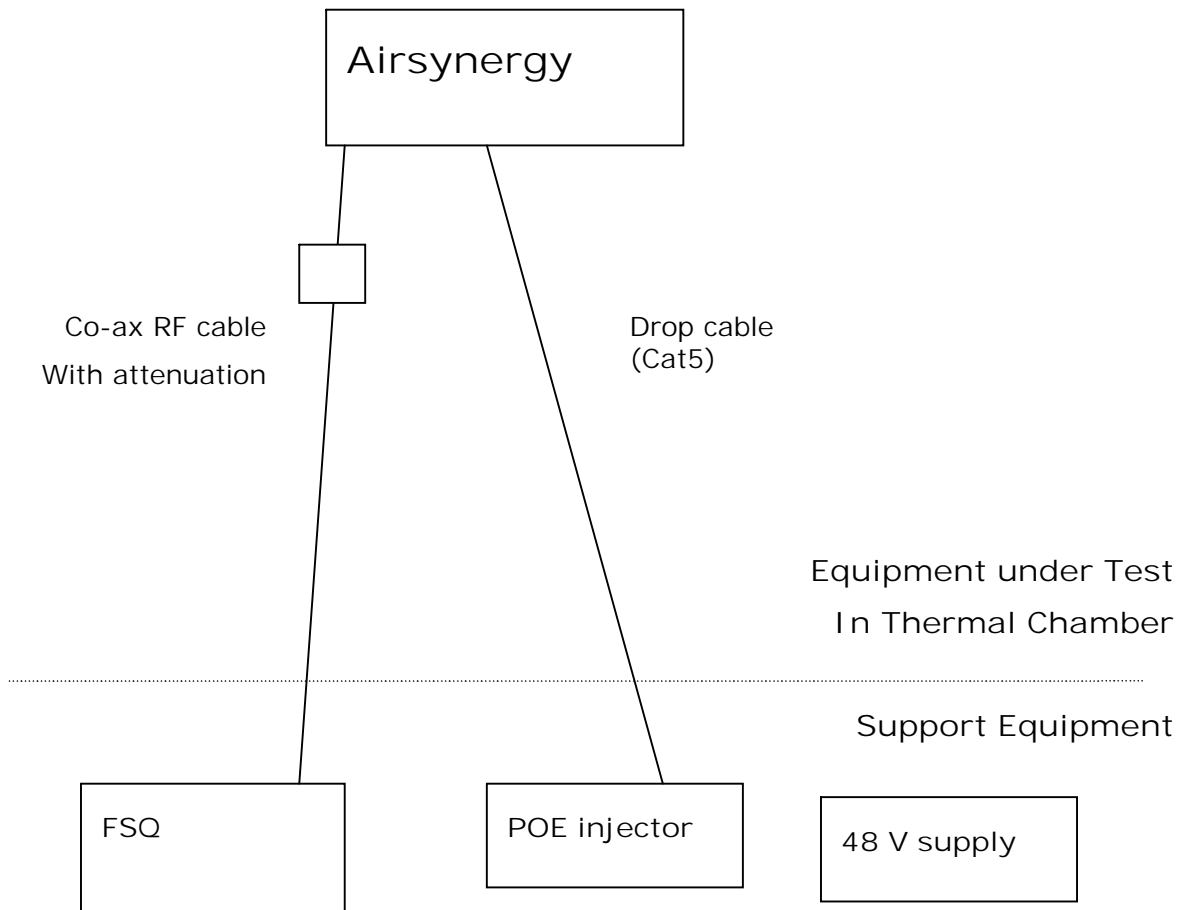 Airsynergy
Co-ax RF cable
With attenuation
Drop cable
(Cat5)
Equipment under Test
In Thermal Chamber
Support Equipment
FSQ
POE injector
48 V supply